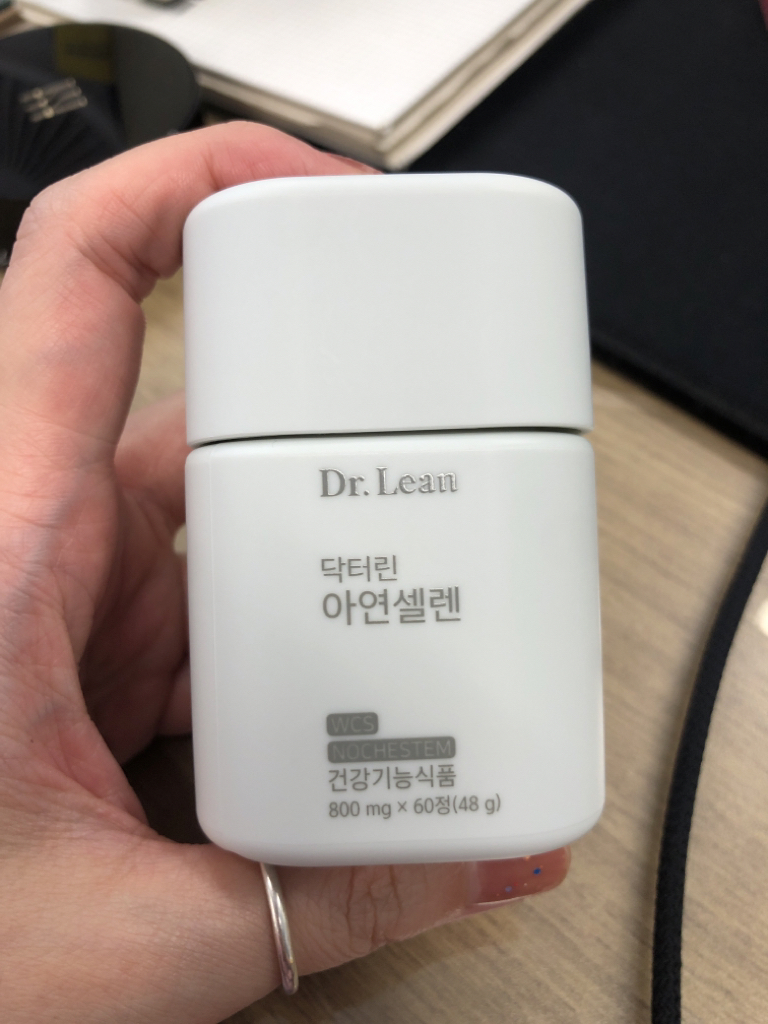 Dr. Lean
닥터린
아연셀렌
WCS
NOCHESTEM
건강기능식품
800 mg × 60정(48 g)